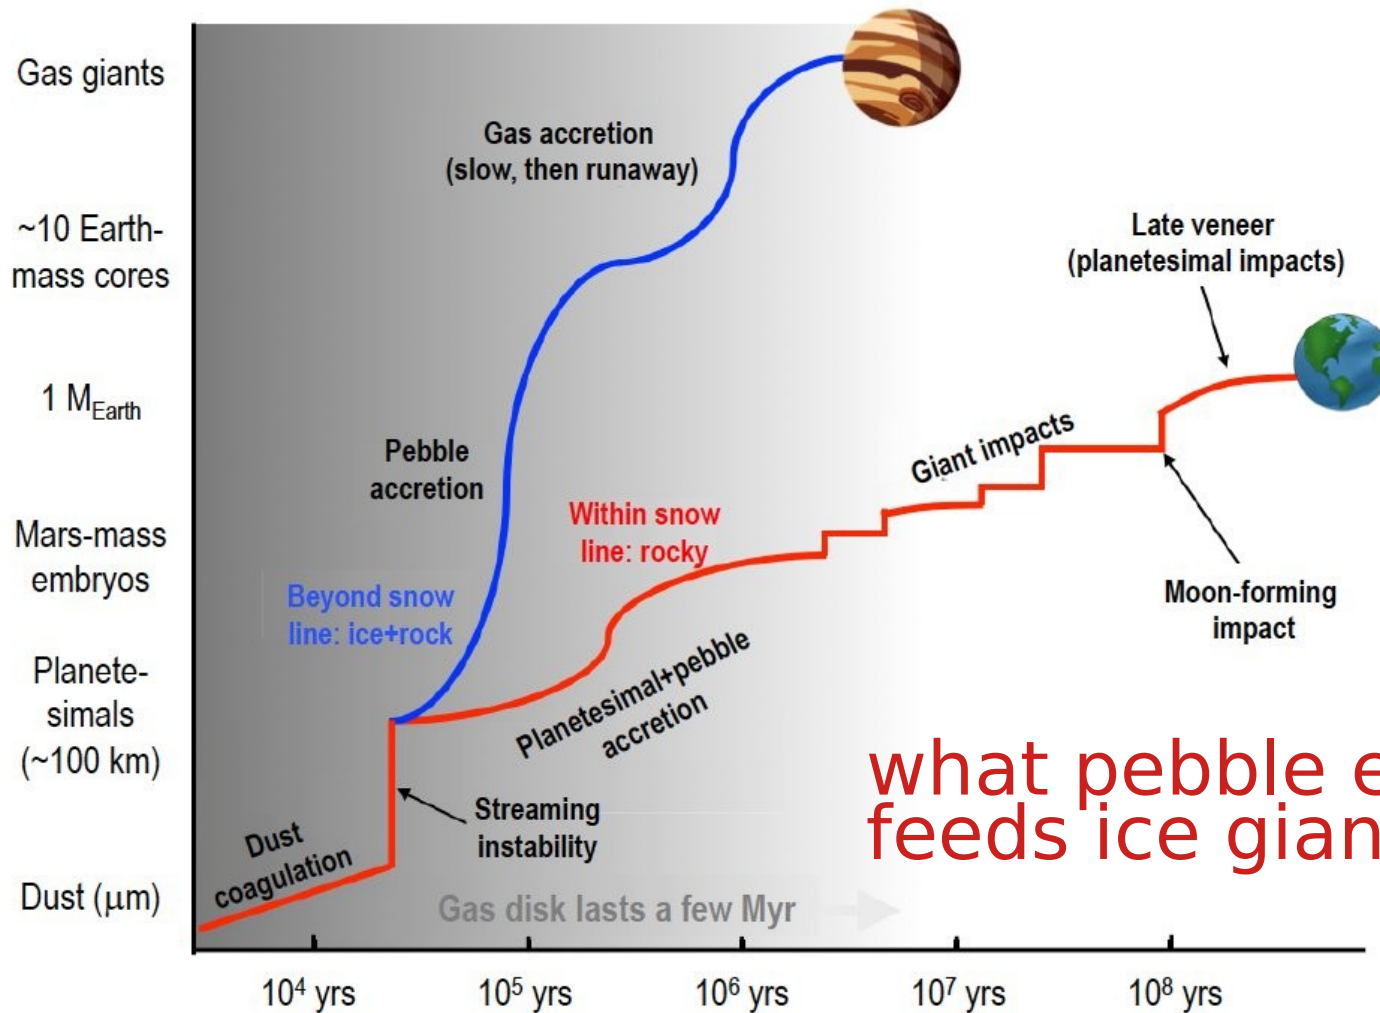 Gas giants
~10 Earth-
mass cores
1 M_Earth
Mars-mass
embryos
Planete-
simals
(~100 km)
Dust (μm)
Gas accretion
(slow, then runaway)
Late veneer
(planetesimal impacts)
Pebble
accretion
Giant impacts
Within snow
line: rocky
Beyond snow
line: ice+rock
Moon-forming
impact
Planetesimal+pebble
accretion
what pebble
feeds ice
Streaming
instability
Dust
coagulation
Gas disk lasts a few Myr
10⁴ yrs
10⁵ yrs
10⁶ yrs
10⁷ yrs
10⁸ yrs